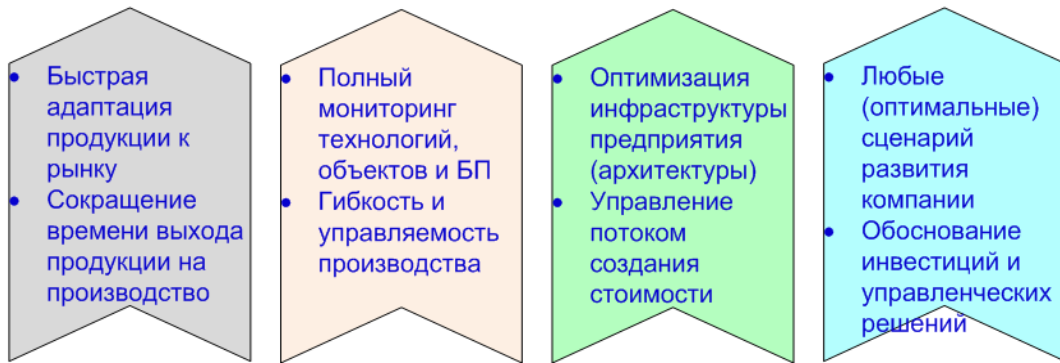 • Быстрая
адаптация
продукции к
рынку
• Сокращение
времени выхода
продукции на
производство
• Полный
мониторинг
технологий,
объектов и БП
• Гибкость и
управляемость
производства
• Оптимизация
инфраструктуры
предприятия
(архитектуры)
• Управление
потоком
создания
стоимости
• Любые
(оптимальные)
сценарий
развития
компании
• Обоснование
инвестиций и
управленческих
решений